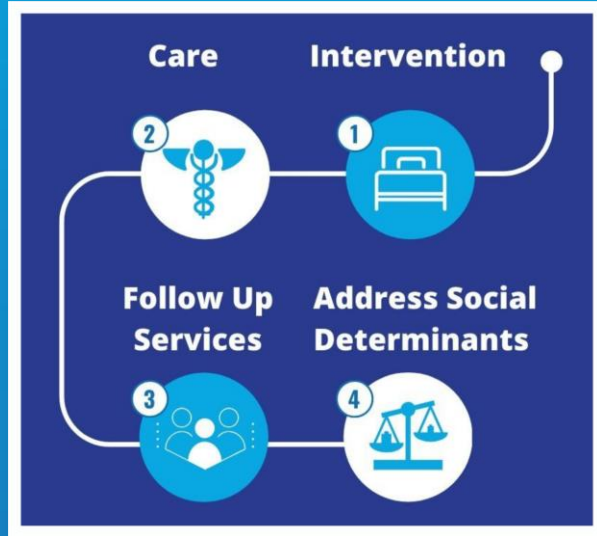 Care
Intervention
2
1
Follow Up
Services
Address Social
Determinants
3
4